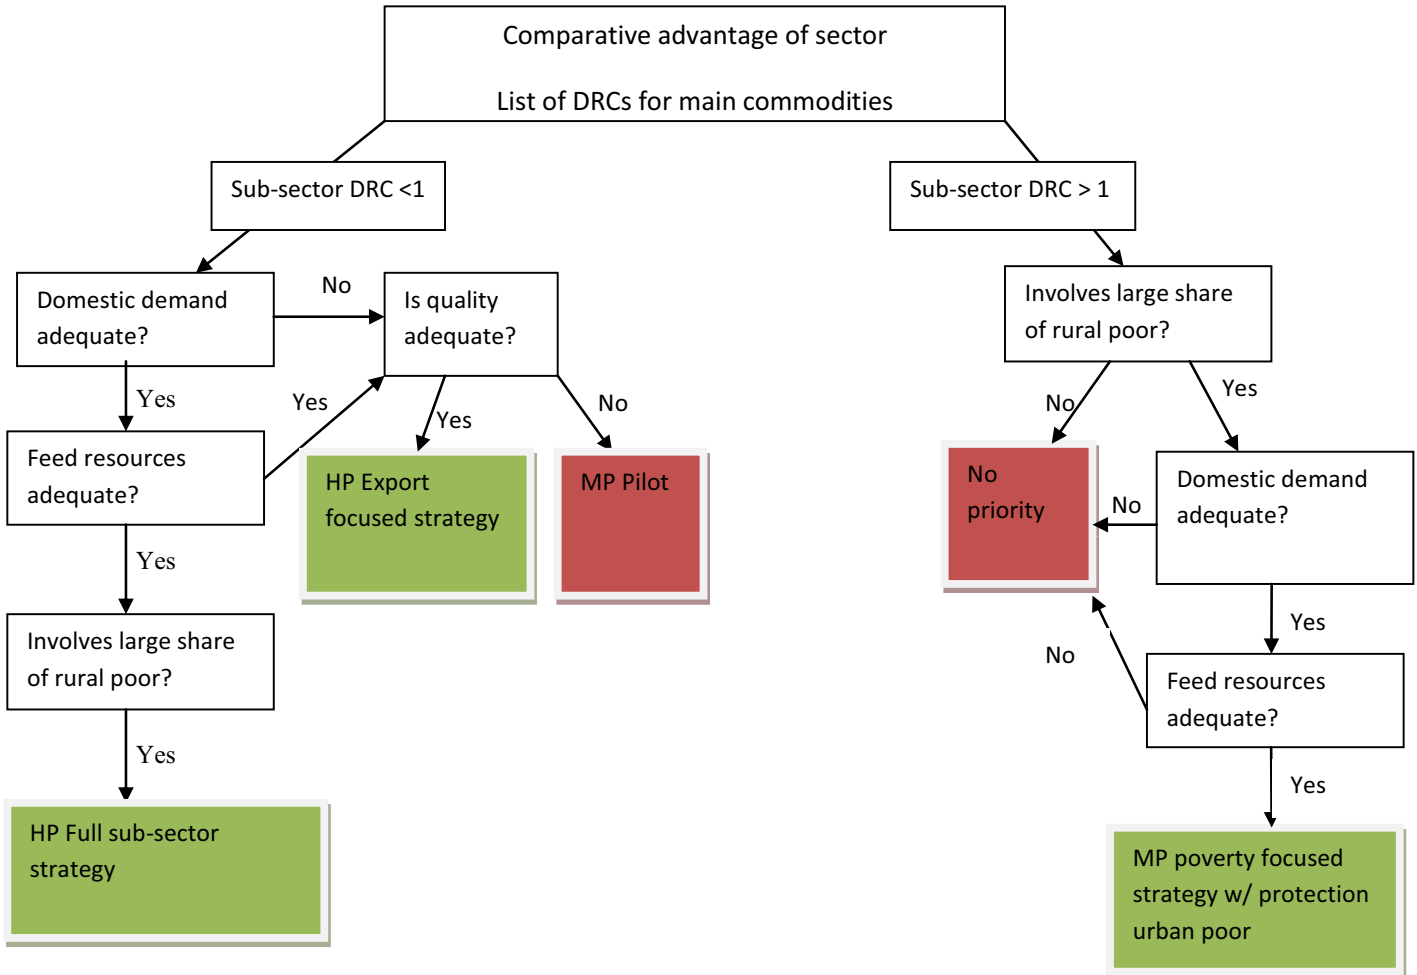 Comparative advantage of sector
List of DRCs for main commodities
Sub-sector DRC <1
Sub-sector DRC > 1
Domestic demand
adequate?
No
Is quality
adequate?
Involves large share
of rural poor?
Yes
Yes
Yes
No
No
Yes
Feed resources
adequate?
HP Export
focused strategy
MP Pilot
No
priority
No
Domestic demand
adequate?
Yes
Yes
Involves large share
of rural poor?
No
Feed resources
adequate?
Yes
Yes
HP Full sub-sector
strategy
MP poverty focused
strategy w/ protection
urban poor